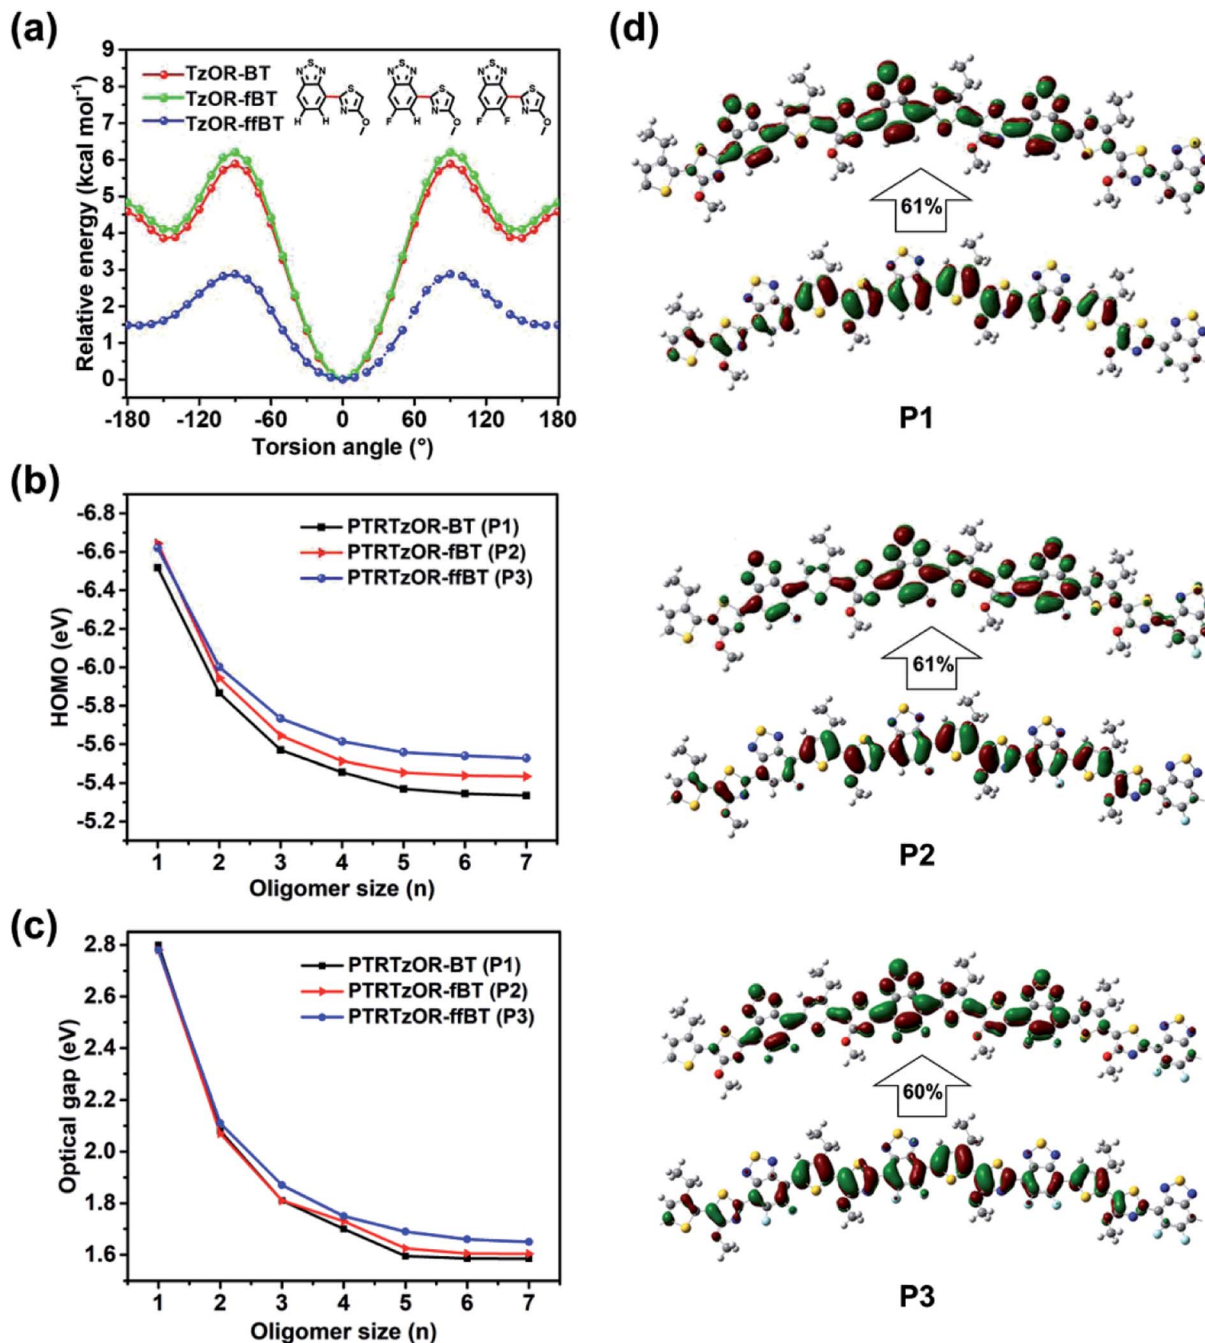 (a)
9
8
7
6
5
4
3
2
1
0
Relative energy (kcal mol⁻¹)
TzOR-BT
TzOR-fBT
TzOR-ffBT
S
N N
S
N
O
H H
S
N N
S
N
O
F H
S
N N
S
N
O
F F
-180 -120 -60 0 60 120 180
Torsion angle (°)
(b)
-6.8
-6.6
-6.4
-6.2
-6.0
-5.8
-5.6
-5.4
-5.2
HOMO (eV)
PTRTzOR-BT (P1)
PTRTzOR-fBT (P2)
PTRTzOR-ffBT (P3)
1 2 3 4 5 6 7
Oligomer size (n)
(c)
2.8
2.6
2.4
2.2
2.0
1.8
1.6
Optical gap (eV)
PTRTzOR-BT (P1)
PTRTzOR-fBT (P2)
PTRTzOR-ffBT (P3)
1 2 3 4 5 6 7
Oligomer size (n)
(d)
61%
P1
61%
P2
60%
P3